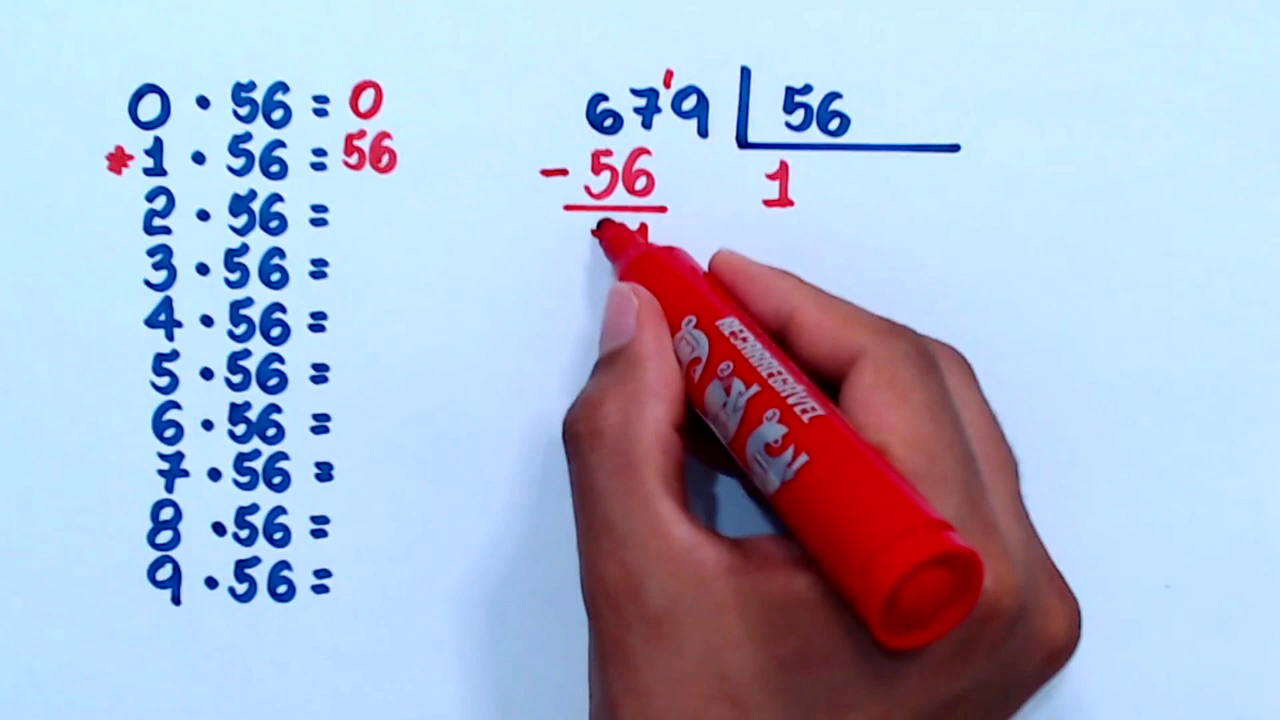 0 · 56 = 0
* 1 · 56 = 56
2 · 56 =
3 · 56 =
4 · 56 =
5 · 56 =
6 · 56 =
7 · 56 =
8 · 56 =
9 · 56 =
67'9 | 56
- 56 1
11
RECARREGÁVEL